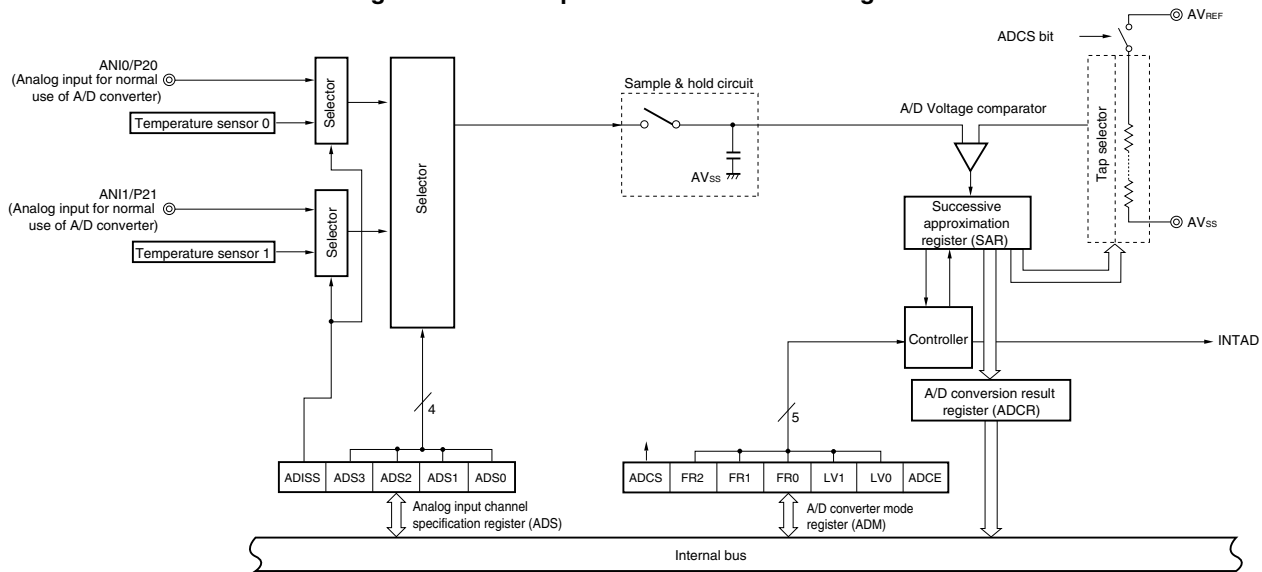 AVREF
ADCS bit
ANI0/P20
(Analog input for normal
use of A/D converter)
Selector
Temperature sensor 0
Selector
Sample & hold circuit
AVSS
A/D Voltage comparator
Tap selector
AVSS
ANI1/P21
(Analog input for normal
use of A/D converter)
Selector
Temperature sensor 1
Successive
approximation
register (SAR)
Controller
INTAD
A/D conversion result
register (ADCR)
4
5
ADISS ADS3 ADS2 ADS1 ADS0
ADCS FR2 FR1 FR0 LV1 LV0 ADCE
Analog input channel
specification register (ADS)
A/D converter mode
register (ADM)
Internal bus